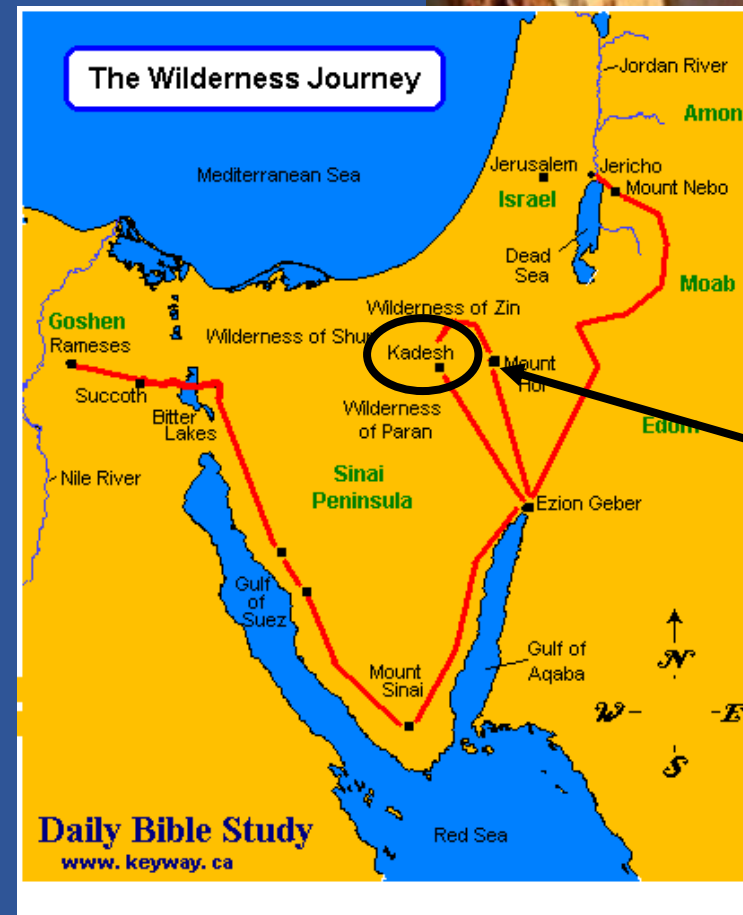 The Wilderness Journey
Jordan River
Amon
Mediterranean Sea
Jerusalem
Jericho
Israel
Mount Nebo
Dead
Sea
Moab
Wilderness of Zin
Goshen
Rameses
Wilderness of Shur
Kadesh
Mount
Hor
Succoth
Bitter
Lakes
Wilderness
of Paran
Edom
Nile River
Sinai
Peninsula
Ezion Geber
Gulf
of
Suez
Gulf of
Aqaba
Mount
Sinai
N
W
E
S
Daily Bible Study
www.keyway.ca
Red Sea